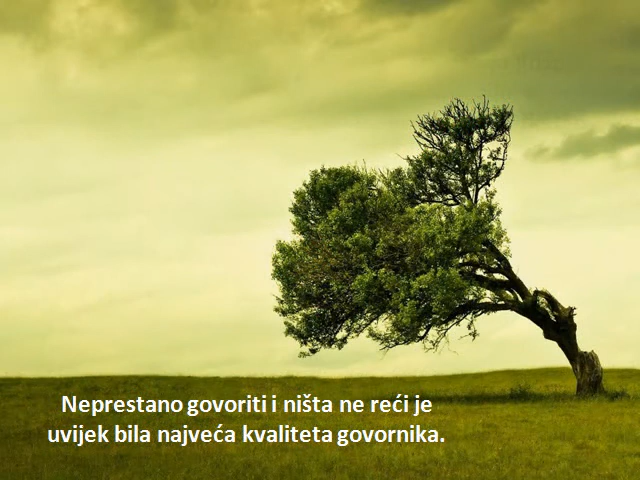 Neprestano govoriti i ništa ne reći je
uvijek bila najveća kvaliteta govornika.